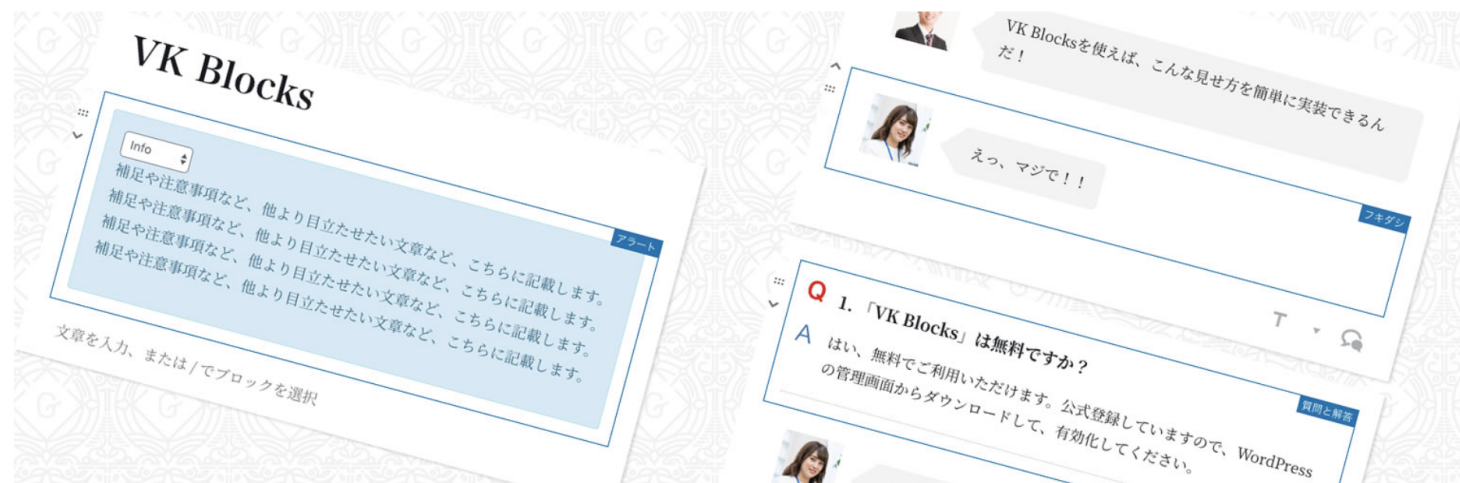 VK Blocks
Info
補足や注意事項など、他より目立たせたい文章など、こちらに記載します。
補足や注意事項など、他より目立たせたい文章など、こちらに記載します。
補足や注意事項など、他より目立たせたい文章など、こちらに記載します。
補足や注意事項など、他より目立たせたい文章など、こちらに記載します。
アラート
文章を入力、または / でブロックを選択
VK Blocksを使えば、こんな見せ方を簡単に実装できるん
だ！
えっ、マジで！！
フキダシ
T
Q 1. 「VK Blocks」は無料ですか？
A はい、無料でご利用いただけます。公式登録していますので、WordPress
の管理画面からダウンロードして、有効化してください。
質問と解答